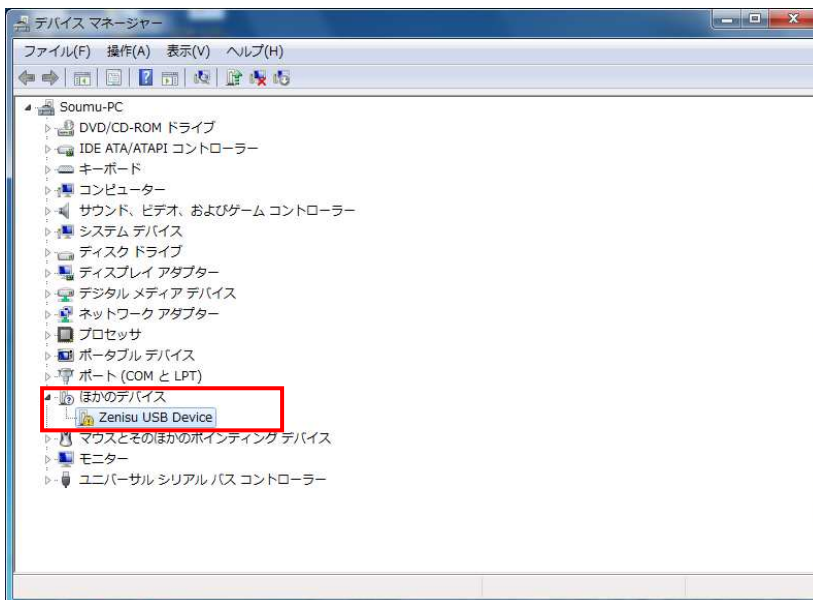 デバイス マネージャー
ファイル(F) 操作(A) 表示(V) ヘルプ(H)
Soumu-PC
DVD/CD-ROM ドライブ
IDE ATA/ATAPI コントローラー
キーボード
コンピューター
サウンド、ビデオ、およびゲーム コントローラー
システム デバイス
ディスク ドライブ
ディスプレイ アダプター
デジタル メディア デバイス
ネットワーク アダプター
プロセッサ
ポータブル デバイス
ポート (COM と LPT)
ほかのデバイス
Zenisu USB Device
マウスとそのほかのポインティング デバイス
モニター
ユニバーサル シリアル バス コントローラー